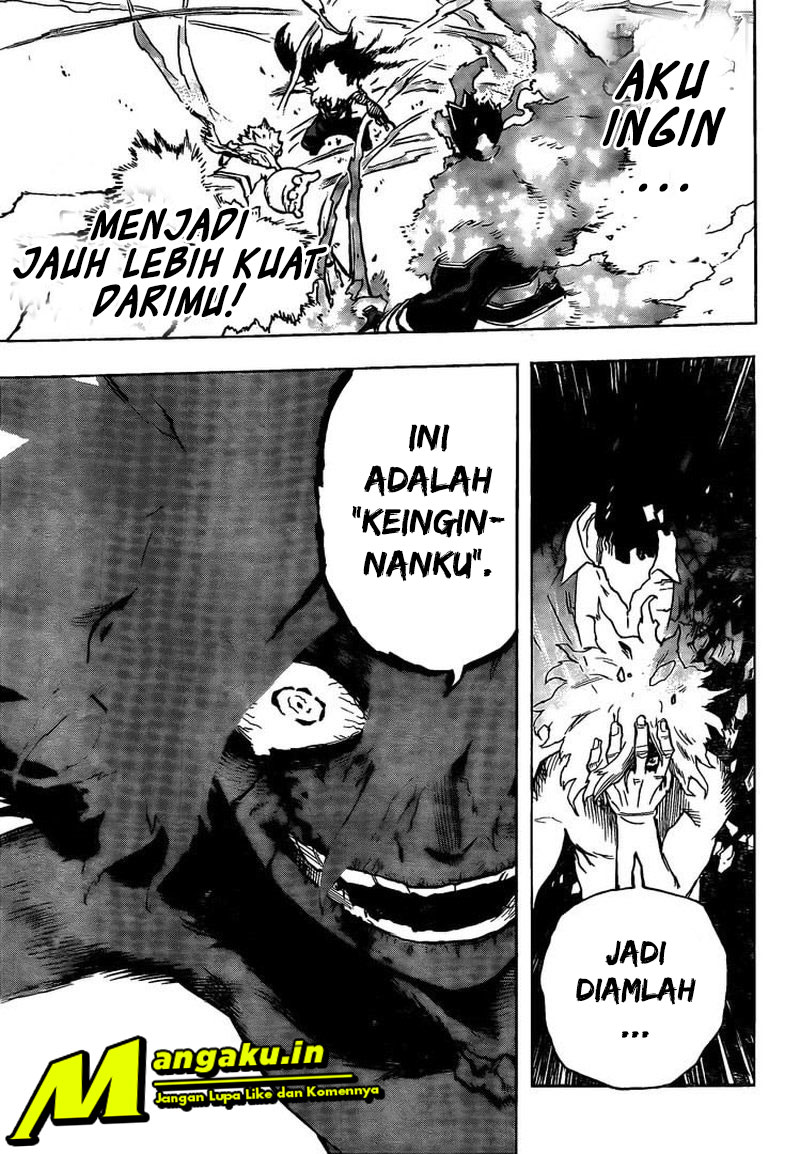 AKU
INGIN
...
MENJADI
JAUH LEBIH KUAT
DARIMU!
JADI
DIAMLAH
...
INI
ADALAH
"KEINGIN-
NANKU".
Mangaku.in
Jangan Lupa Like dan Komennya